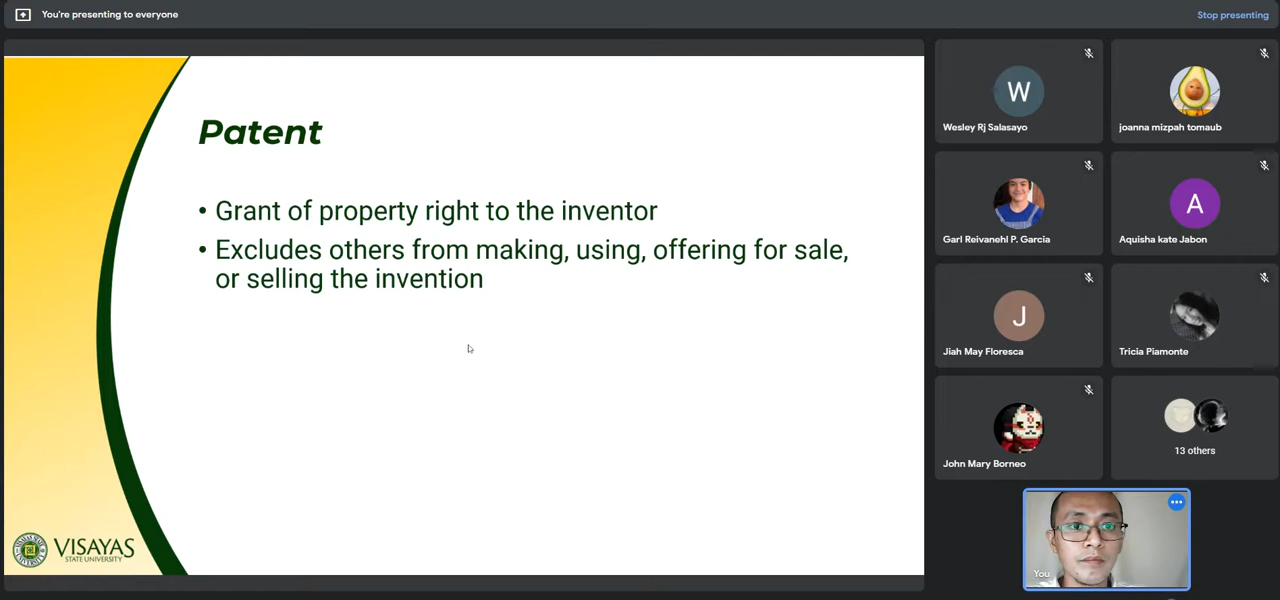 You're presenting to everyone
Stop presenting
Patent
• Grant of property right to the inventor
• Excludes others from making, using, offering for sale,
or selling the invention
VISAYAS
STATE UNIVERSITY
W
Wesley Rj Salasayo
joanna mizpah tomaub
Garl Reivanehl P. Garcia
A
Aquisha kate Jabon
J
Jiah May Floresca
Tricia Piamonte
John Mary Borneo
13 others
You